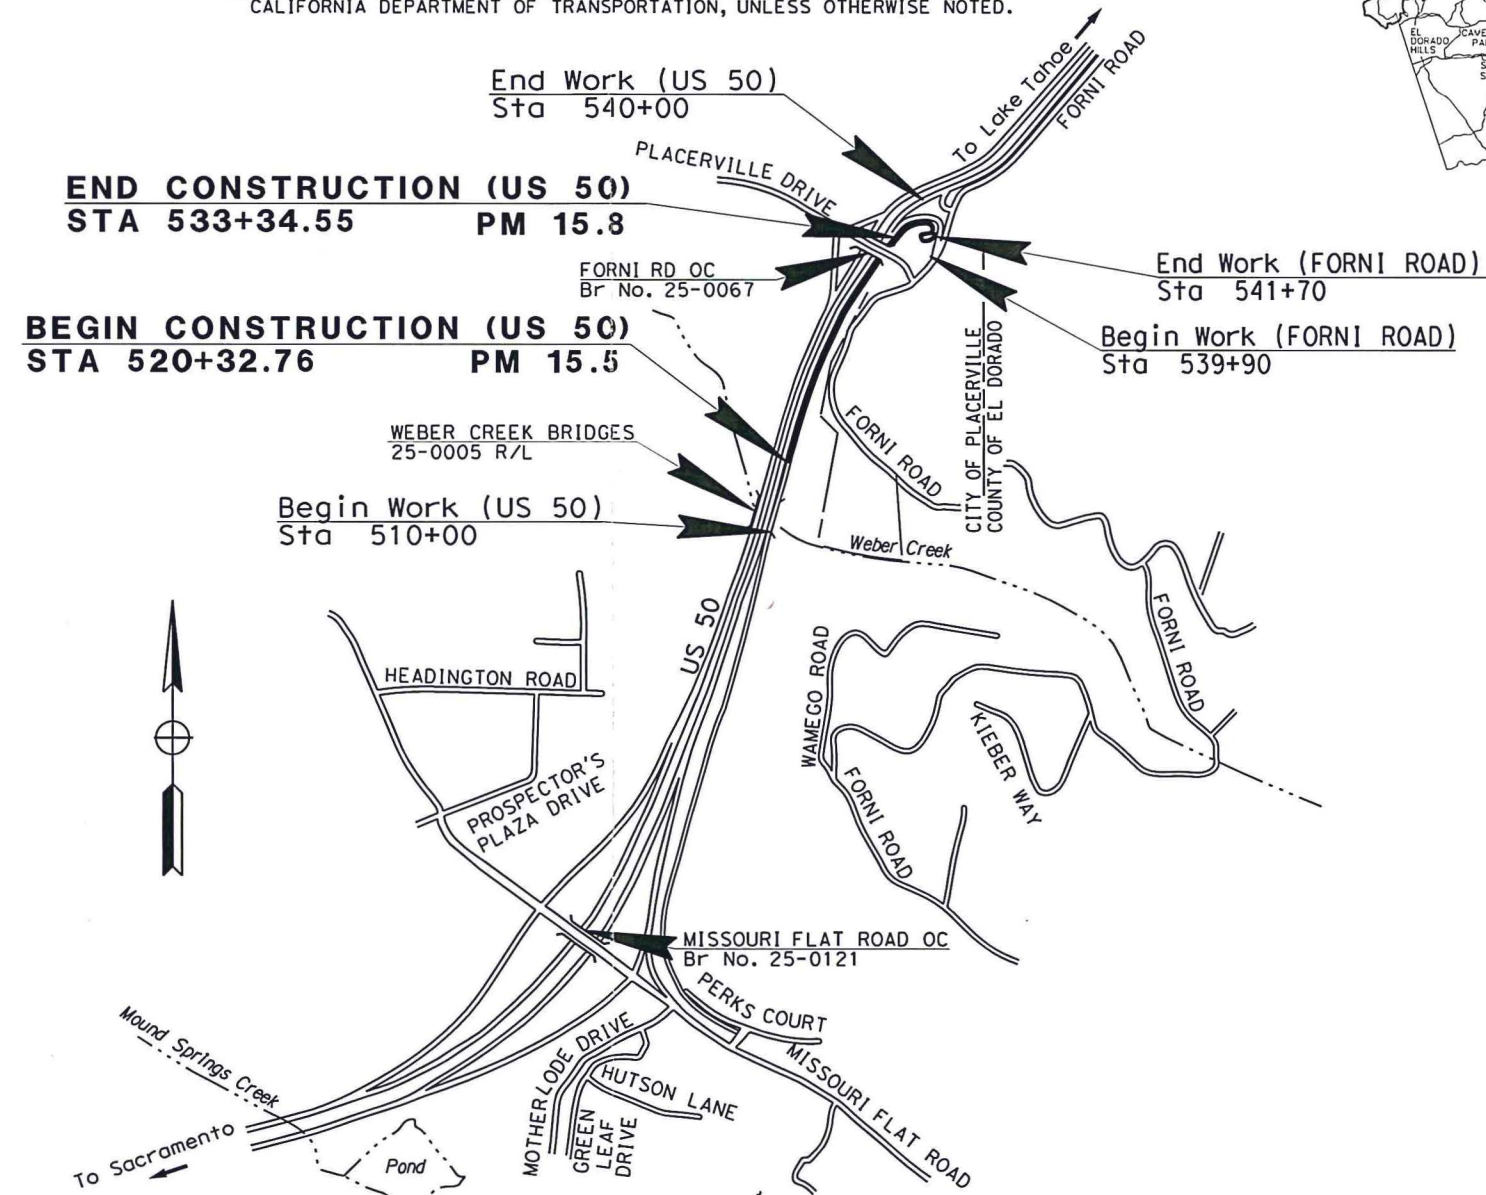 CALIFORNIA DEPARTMENT OF TRANSPORTATION, UNLESS OTHERWISE NOTED.
EL
DORADO
HILLS
End Work (US 50)
Sta 540+00
To Lake Tahoe
FORNI ROAD
PLACERVILLE DRIVE
END CONSTRUCTION (US 50)
STA 533+34.55 PM 15.8
FORNI RD OC
Br No. 25-0067
End Work (FORNI ROAD)
Sta 541+70
BEGIN CONSTRUCTION (US 50)
STA 520+32.76 PM 15.5
Begin Work (FORNI ROAD)
Sta 539+90
CITY OF PLACERVILLE
COUNTY OF EL DORADO
FORNI ROAD
WEBER CREEK BRIDGES
25-0005 R/L
Begin Work (US 50)
Sta 510+00
Weber Creek
US 50
FORNI ROAD
HEADINGTON ROAD
WAMEGO ROAD
KIEBER WAY
PROSPECTOR'S
PLAZA DRIVE
FORNI ROAD
MISSOURI FLAT ROAD OC
Br No. 25-0121
PERKS COURT
Mound Springs Creek
MOTHERLODE DRIVE
HUTSON LANE
GREEN
LEAF
DRIVE
MISSOURI FLAT ROAD
To Sacramento
Pond